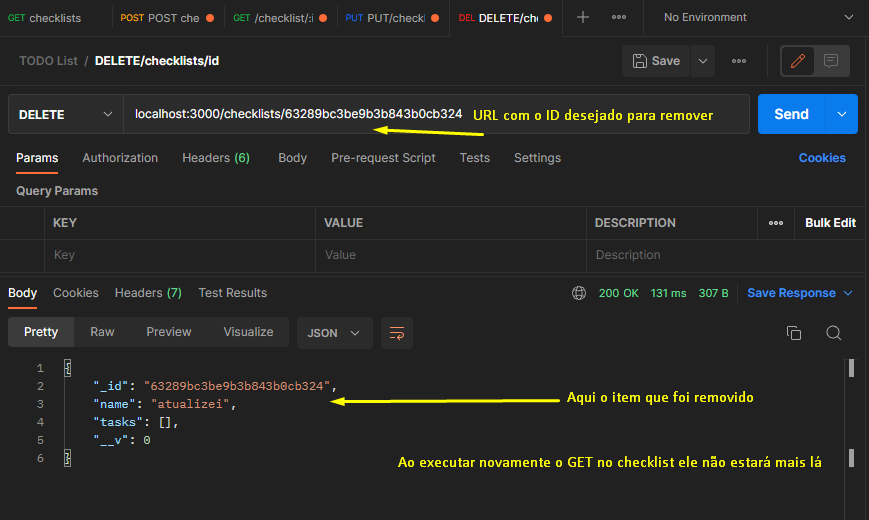 GET checklists POST POST che GET /checklist/:i PUT PUT/checkl DEL DELETE/che + ooo No Environment
TODO List / DELETE/checklists/id Save ooo
DELETE localhost:3000/checklists/63289bc3be9b3b843b0cb324 URL com o ID desejado para remover Send
Params Authorization Headers (6) Body Pre-request Script Tests Settings Cookies
Query Params
KEY VALUE DESCRIPTION ooo Bulk Edit
Key Value Description
Body Cookies Headers (7) Test Results 200 OK 131 ms 307 B Save Response
Pretty Raw Preview Visualize JSON
1 {
2 "_id": "63289bc3be9b3b843b0cb324",
3 "name": "atualizei", Aqui o item que foi removido
4 "tasks": [],
5 "__v": 0
6 } Ao executar novamente o GET no checklist ele não estará mais lá